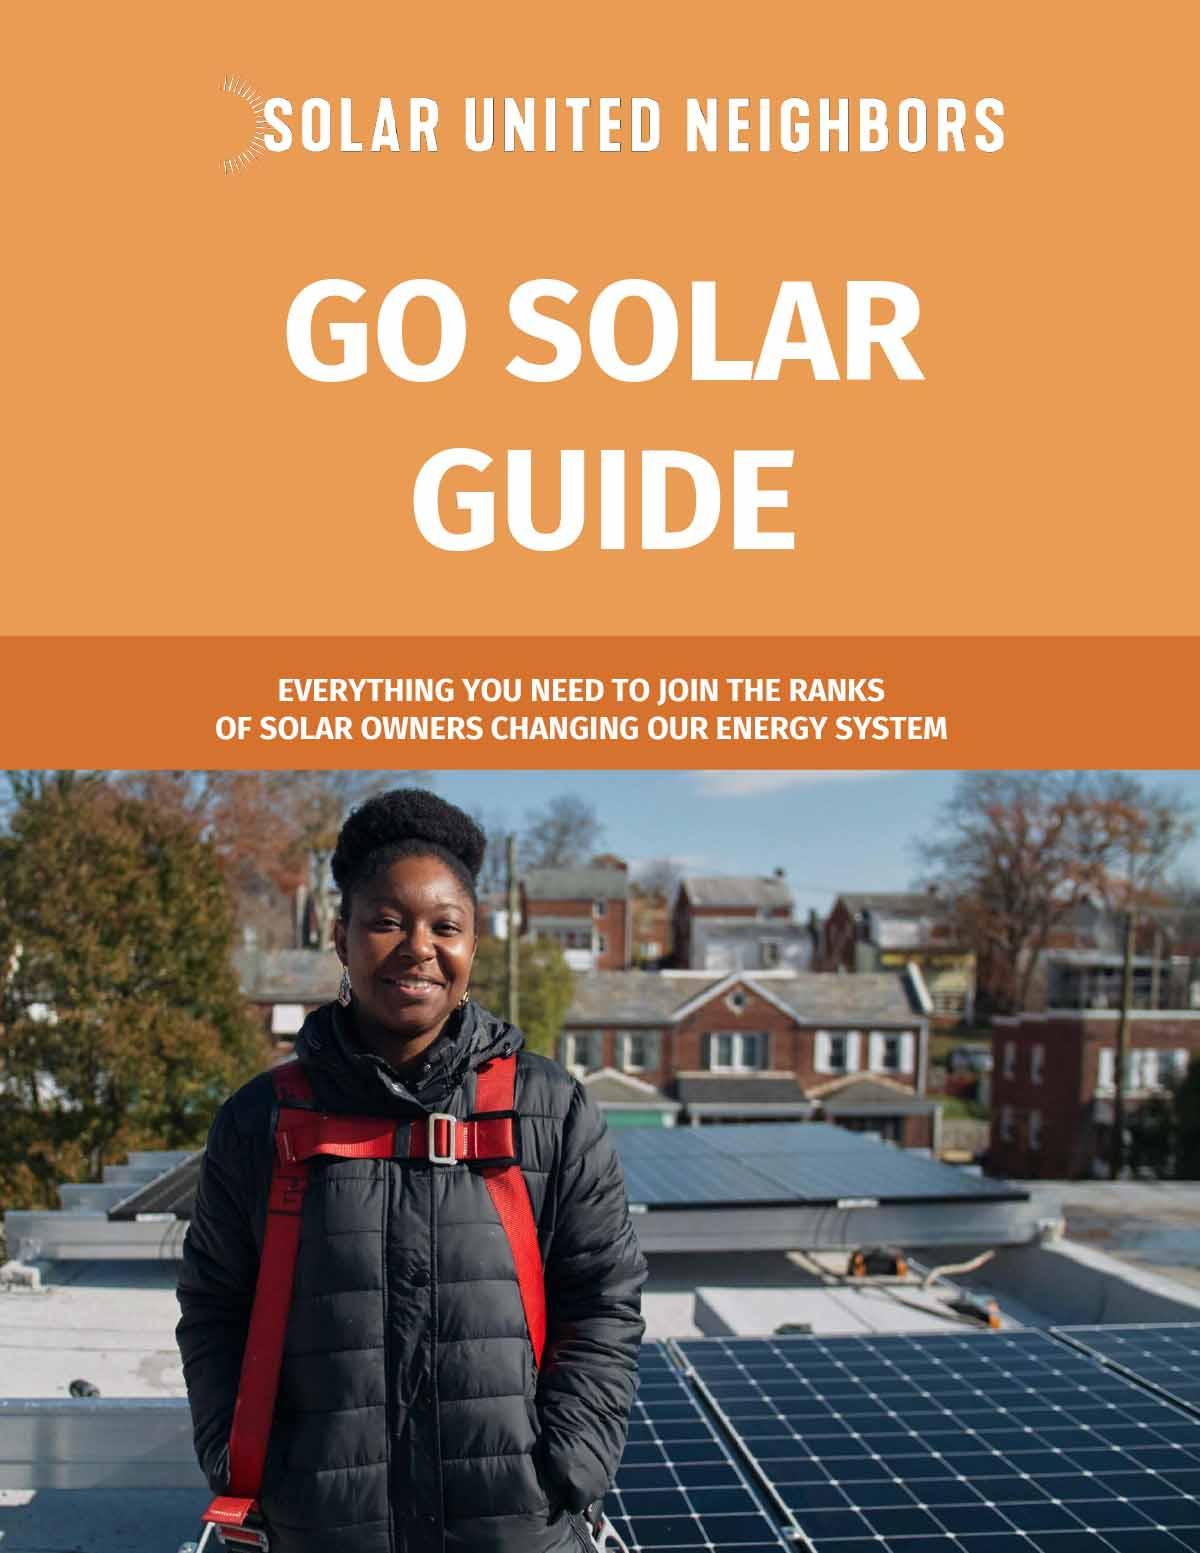 SOLAR UNITED NEIGHBORS
GO SOLAR
GUIDE
EVERYTHING YOU NEED TO JOIN THE RANKS
OF SOLAR OWNERS CHANGING OUR ENERGY SYSTEM